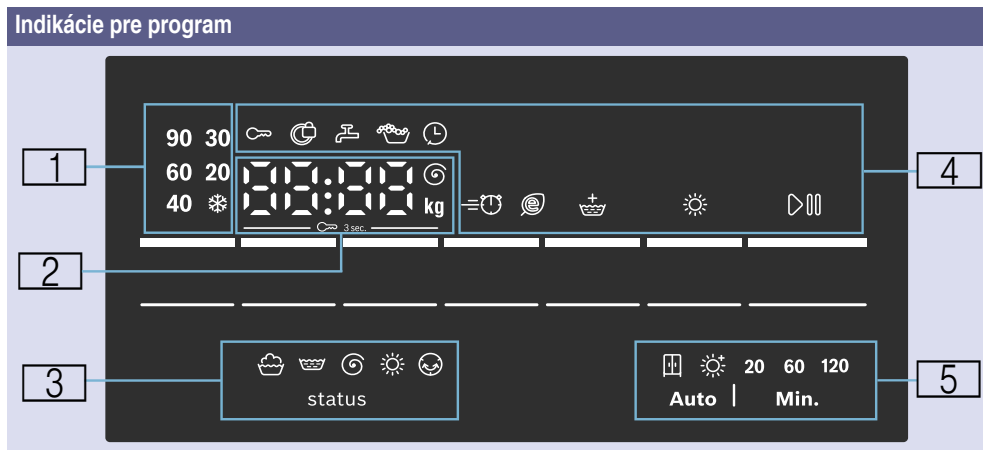 Indikácie pre program
90 30
60 20
40
88:88
kg
3 sec.
1
2
3
4
5
status
20 60 120
Auto | Min.